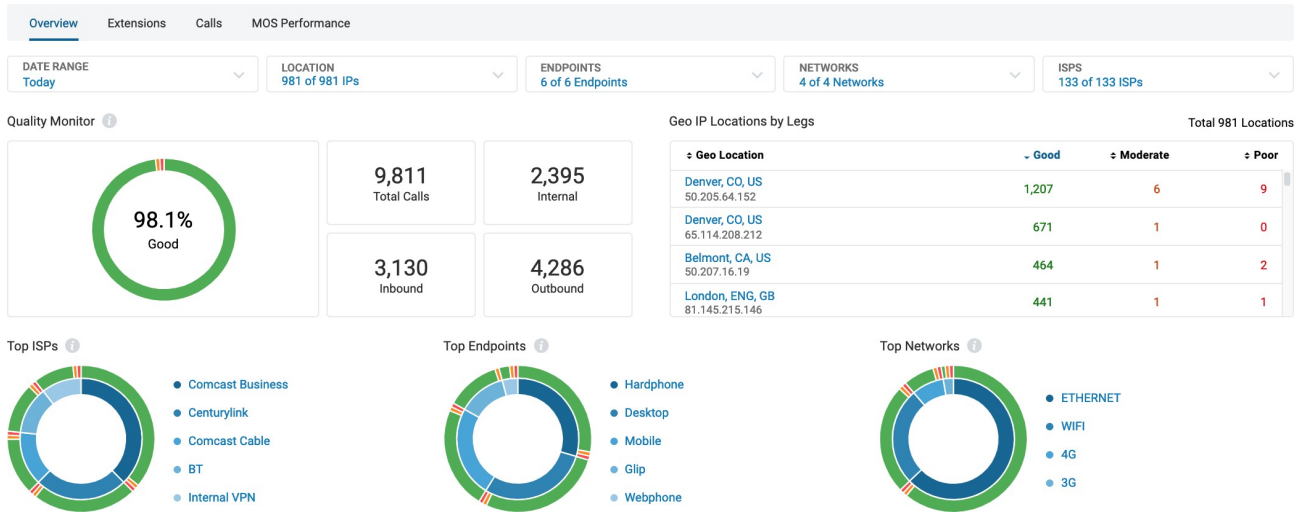 Overview Extensions Calls MOS Performance
DATE RANGE
Today
LOCATION
981 of 981 IPs
ENDPOINTS
6 of 6 Endpoints
NETWORKS
4 of 4 Networks
ISPS
133 of 133 ISPs
Quality Monitor i
98.1%
Good
9,811
Total Calls
2,395
Internal
3,130
Inbound
4,286
Outbound
Geo IP Locations by Legs
Total 981 Locations
Geo Location Good Moderate Poor
Denver, CO, US
50.205.64.152
1,207 6 9
Denver, CO, US
65.114.208.212
671 1 0
Belmont, CA, US
50.207.16.19
464 1 2
London, ENG, GB
81.145.215.146
441 1 1
Top ISPs i
Comcast Business
Centurylink
Comcast Cable
BT
Internal VPN
Top Endpoints i
Hardphone
Desktop
Mobile
Glip
Webphone
Top Networks i
ETHERNET
WIFI
4G
3G